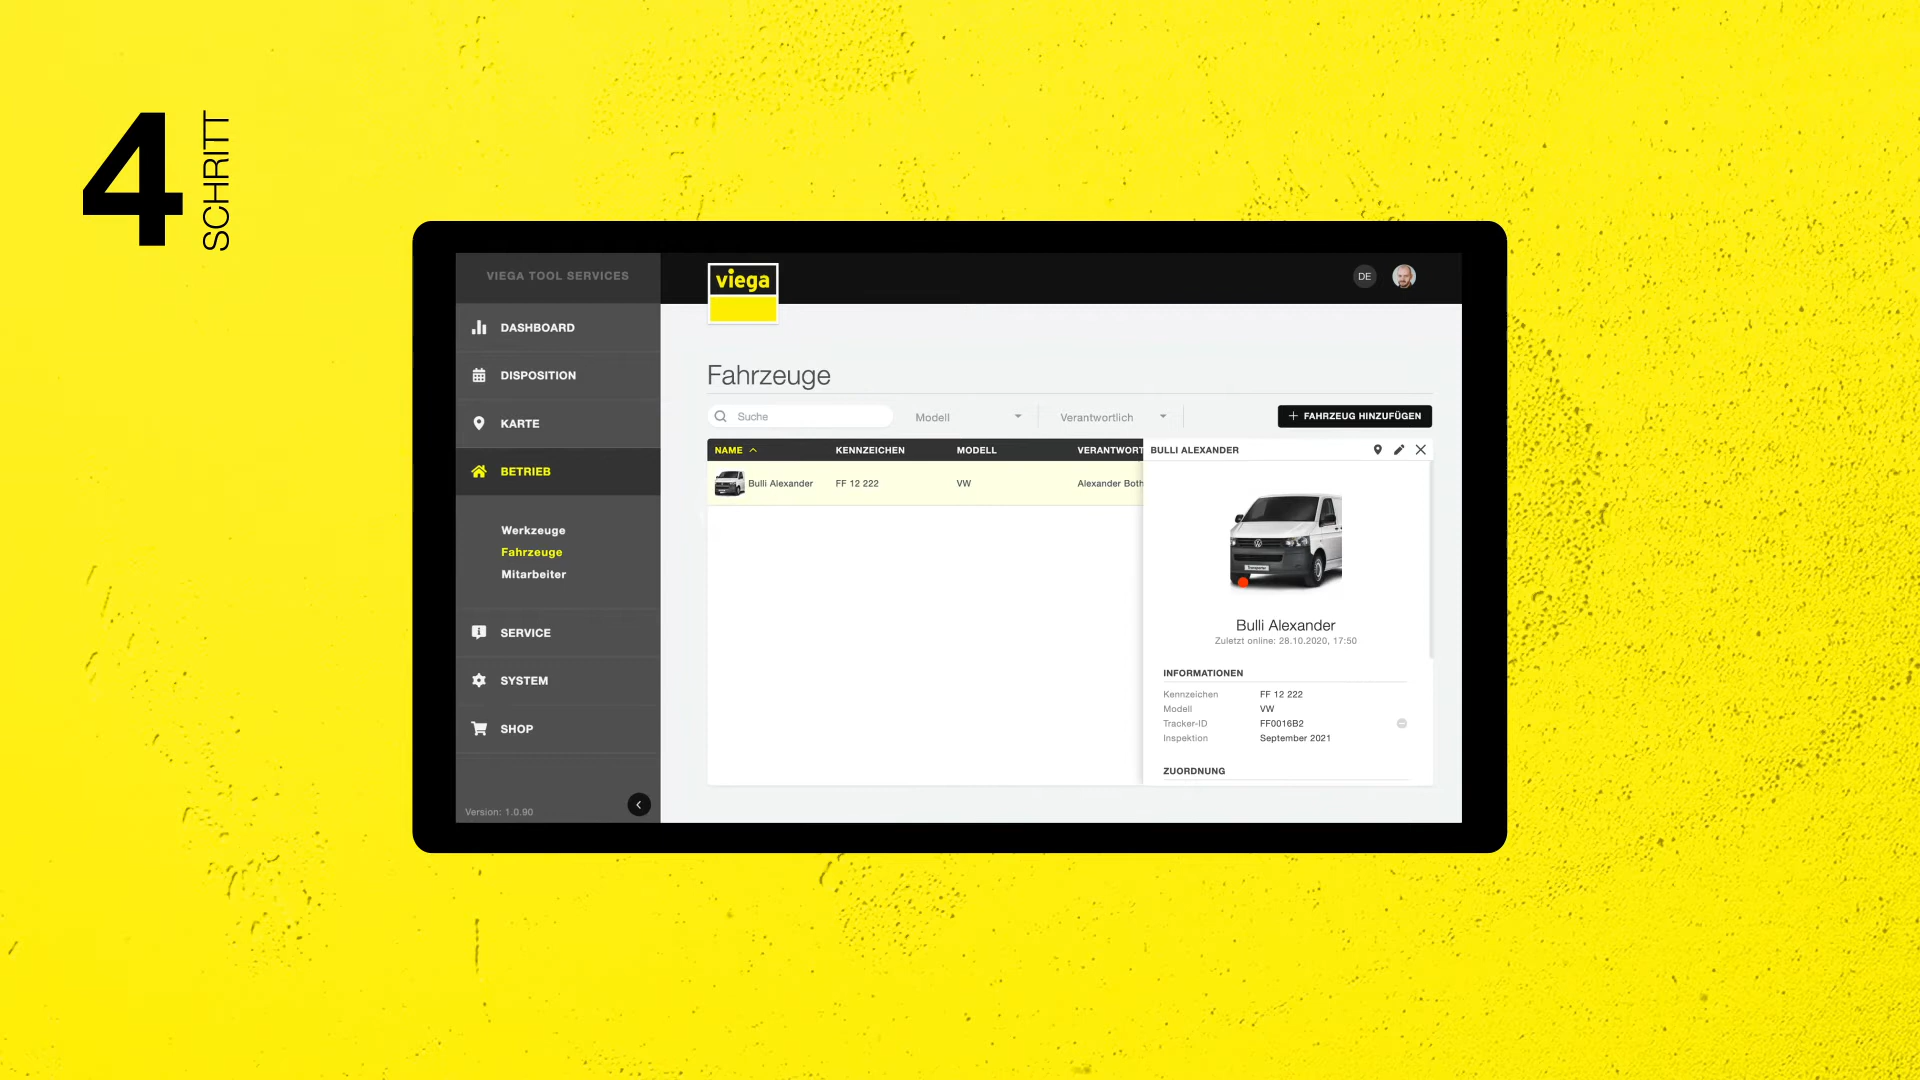 4
SCHRITT
VIEGA TOOL SERVICES
viega
DE
DASHBOARD
DISPOSITION
KARTE
BETRIEB
Werkzeuge
Fahrzeuge
Mitarbeiter
SERVICE
SYSTEM
SHOP
Version: 1.0.90
Fahrzeuge
Suche
Modell
Verantwortlich
+ FAHRZEUG HINZUFÜGEN
NAME
KENNZEICHEN
MODELL
VERANTWORT
Bulli Alexander
FF 12 222
VW
Alexander Both
BULLI ALEXANDER
Transporter
Bulli Alexander
Zuletzt online: 28.10.2020, 17:50
INFORMATIONEN
Kennzeichen FF 12 222
Modell VW
Tracker-ID FF0016B2
Inspektion September 2021
ZUORDNUNG